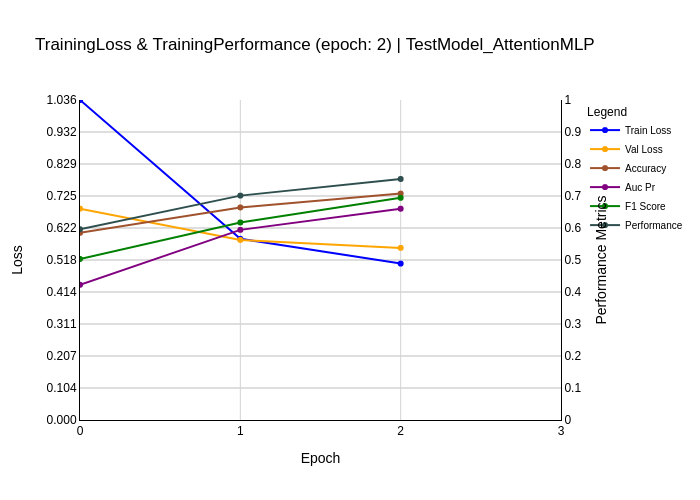 TrainingLoss & TrainingPerformance (epoch: 2) | TestModel_AttentionMLP
1.036
0.932
0.829
0.725
0.622
0.518
0.414
0.311
0.207
0.104
0.000
Loss
0
1
2
3
Epoch
1
0.9
0.8
0.7
0.6
0.5
0.4
0.3
0.2
0.1
0
Performance Metrics
Legend
Train Loss
Val Loss
Accuracy
Auc Pr
F1 Score
Performance